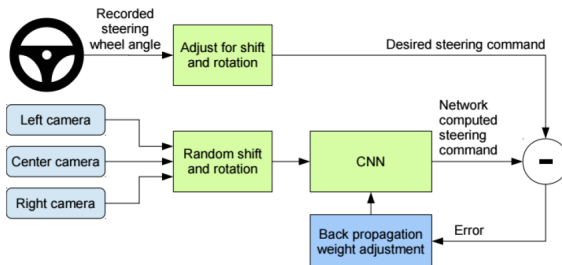 Recorded
steering
wheel angle
Adjust for shift
and rotation
Desired steering command
Left camera
Center camera
Right camera
Random shift
and rotation
CNN
Network
computed
steering
command
-
Back propagation
weight adjustment
Error